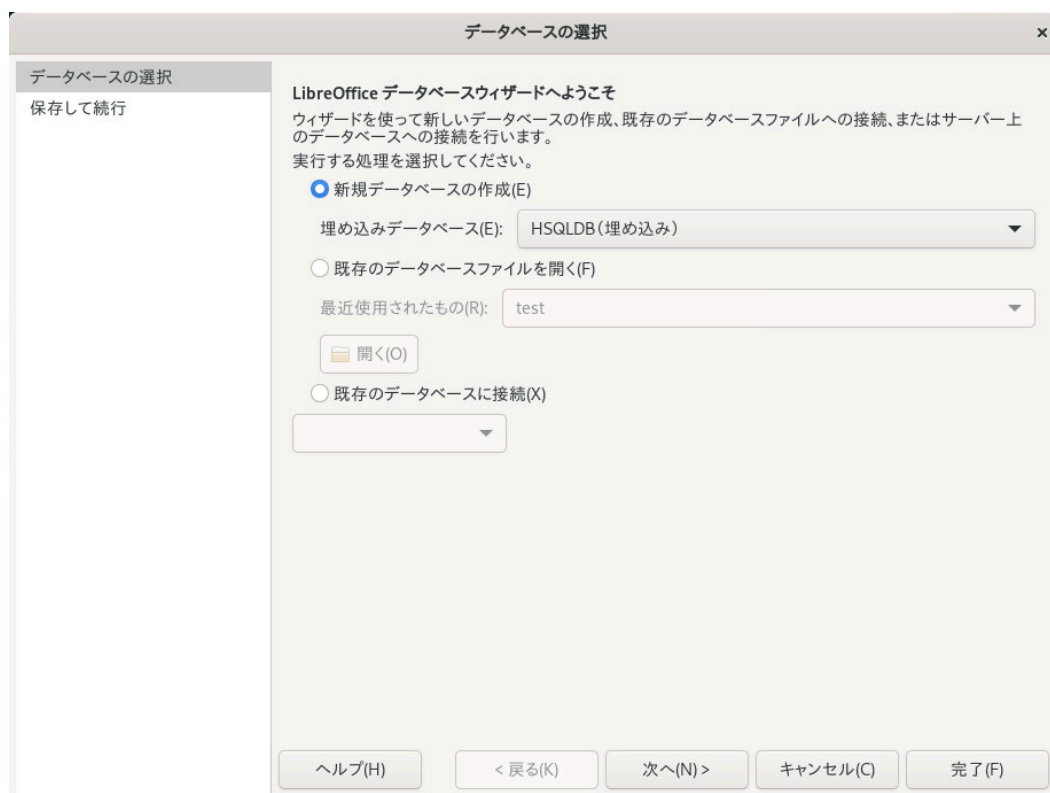 データベースの選択
×
データベースの選択
保存して続行
LibreOffice データベースウィザードへようこそ
ウィザードを使って新しいデータベースの作成、既存のデータベースファイルへの接続、またはサーバー上
のデータベースへの接続を行います。
実行する処理を選択してください。
新規データベースの作成(E)
埋め込みデータベース(E): HSQLDB(埋め込み)
既存のデータベースファイルを開く(F)
最近使用されたもの(R): test
開く(O)
既存のデータベースに接続(X)
ヘルプ(H) < 戻る(K) 次へ(N) > キャンセル(C) 完了(F)